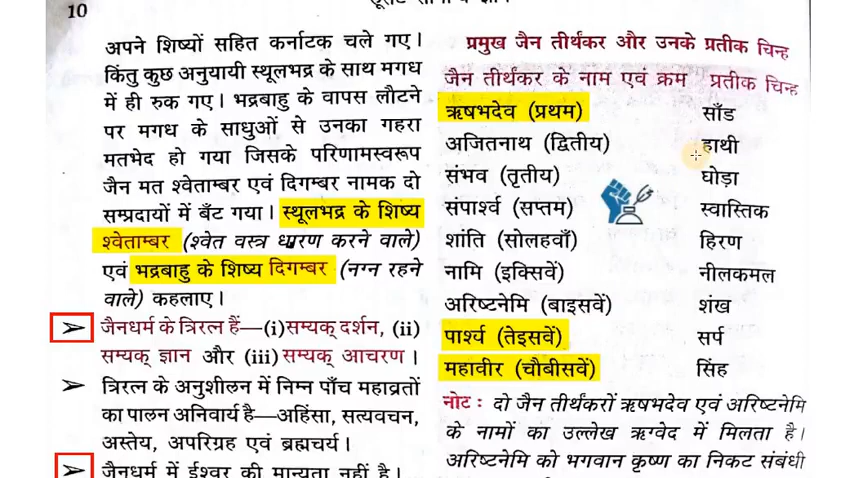 10
अपने शिष्यों सहित कर्नाटक चले गए।
किंतु कुछ अनुयायी स्थूलभद्र के साथ मगध
में ही रुक गए। भद्रबाहु के वापस लौटने
पर मगध के साधुओं से उनका गहरा
मतभेद हो गया जिसके परिणामस्वरूप
जैन मत श्वेताम्बर एवं दिगम्बर नामक दो
सम्प्रदायों में बँट गया। स्थूलभद्र के शिष्य
श्वेताम्बर (श्वेत वस्त्र धारण करने वाले)
एवं भद्रबाहु के शिष्य दिगम्बर (नग्न रहने
वाले) कहलाए।
➢ जैनधर्म के त्रिरत्न हैं—(i)सम्यक् दर्शन, (ii)
सम्यक् ज्ञान और (iii) सम्यक् आचरण।
➢ त्रिरत्न के अनुशीलन में निम्न पाँच महाव्रतों
का पालन अनिवार्य है—अहिंसा, सत्यवचन,
अस्तेय, अपरिग्रह एवं ब्रह्मचर्य।
➢ जैनधर्म में ईश्वर की मान्यता नहीं है।
प्रमुख जैन तीर्थंकर और उनके प्रतीक चिन्ह
जैन तीर्थंकर के नाम एवं क्रम प्रतीक चिन्ह
ऋषभदेव (प्रथम) साँड
अजितनाथ (द्वितीय) हाथी
संभव (तृतीय) घोड़ा
संपार्श्व (सप्तम) स्वास्तिक
शांति (सोलहवाँ) हिरण
नामि (इक्सिवें) नीलकमल
अरिष्टनेमि (बाइसवें) शंख
पार्श्व (तेइसवें) सर्प
महावीर (चौबीसवें) सिंह
नोट : दो जैन तीर्थंकरों ऋषभदेव एवं अरिष्टनेमि
के नामों का उल्लेख ऋग्वेद में मिलता है।
अरिष्टनेमि को भगवान कृष्ण का निकट संबंधी